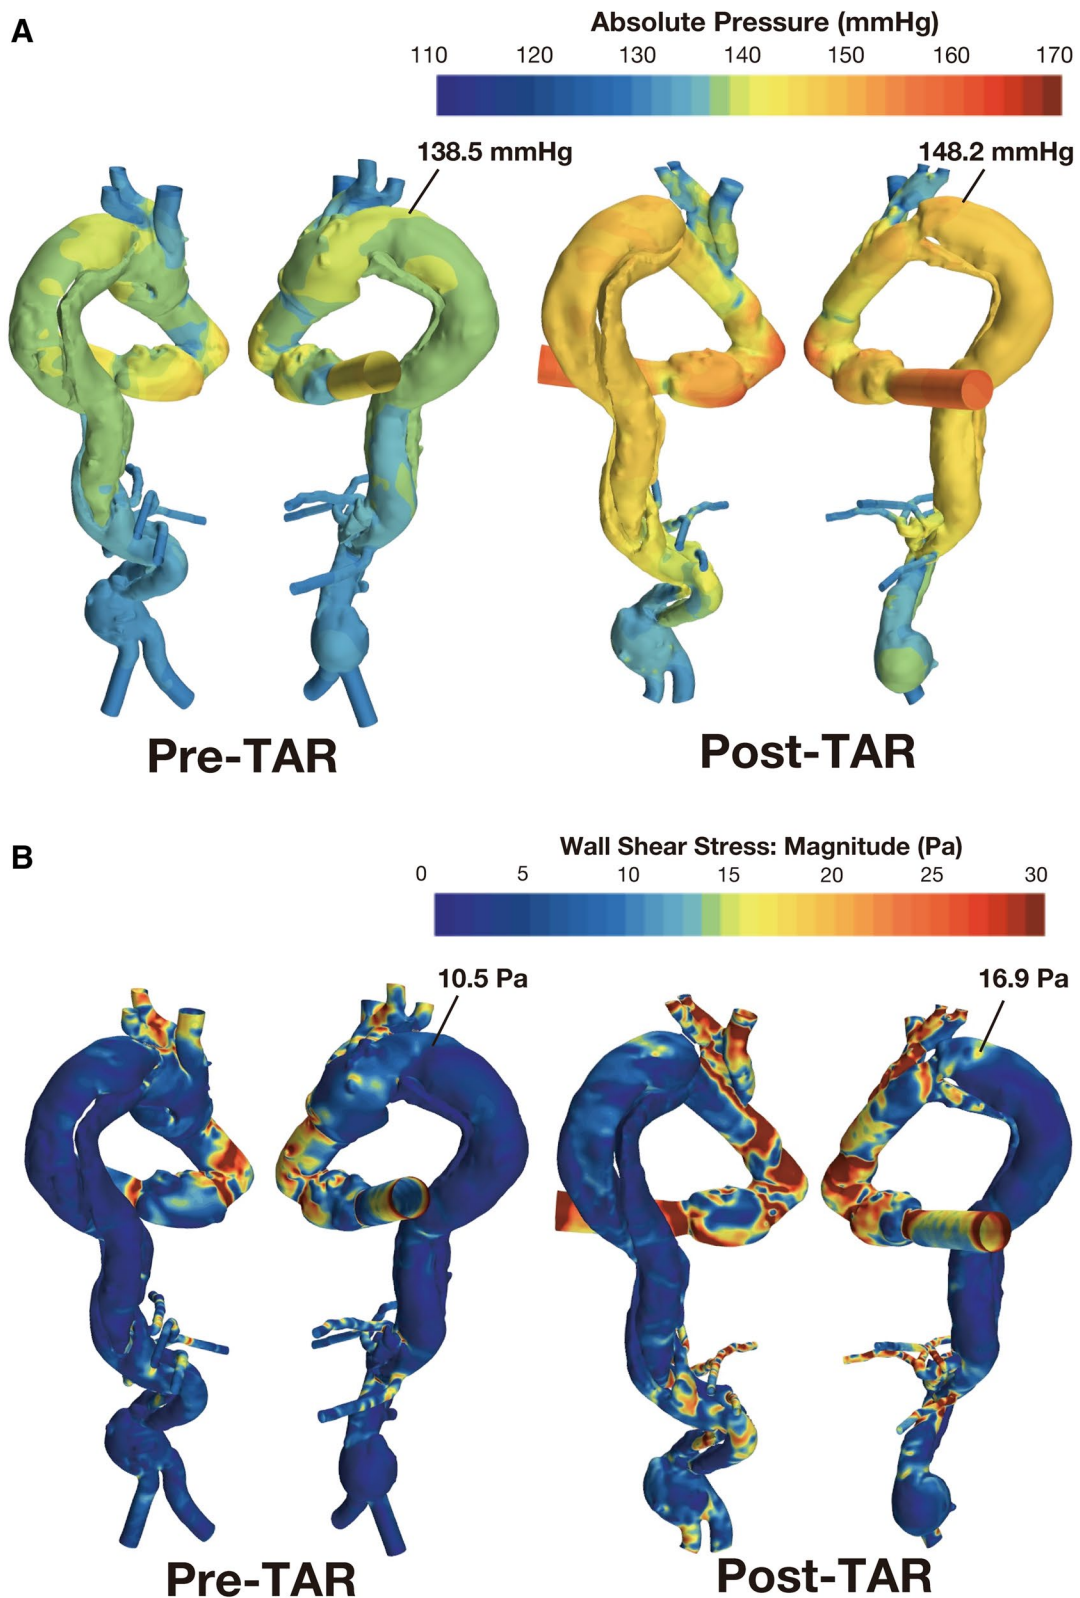 A
Absolute Pressure (mmHg)
110 120 130 140 150 160 170
138.5 mmHg
148.2 mmHg
Pre-TAR
Post-TAR
B
Wall Shear Stress: Magnitude (Pa)
0 5 10 15 20 25 30
10.5 Pa
16.9 Pa
Pre-TAR
Post-TAR